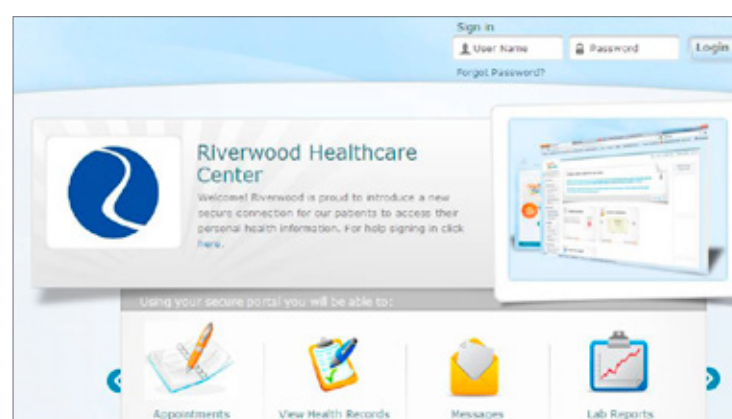 Sign In
User Name
Password
Login
Forgot Password?
Riverwood Healthcare
Center
Welcome! Riverwood is proud to introduce a new
secure connection for our patients to access their
personal health information. For help signing in click
here.
Using your secure portal you will be able to:
Appointments
View Health Records
Messages
Lab Reports